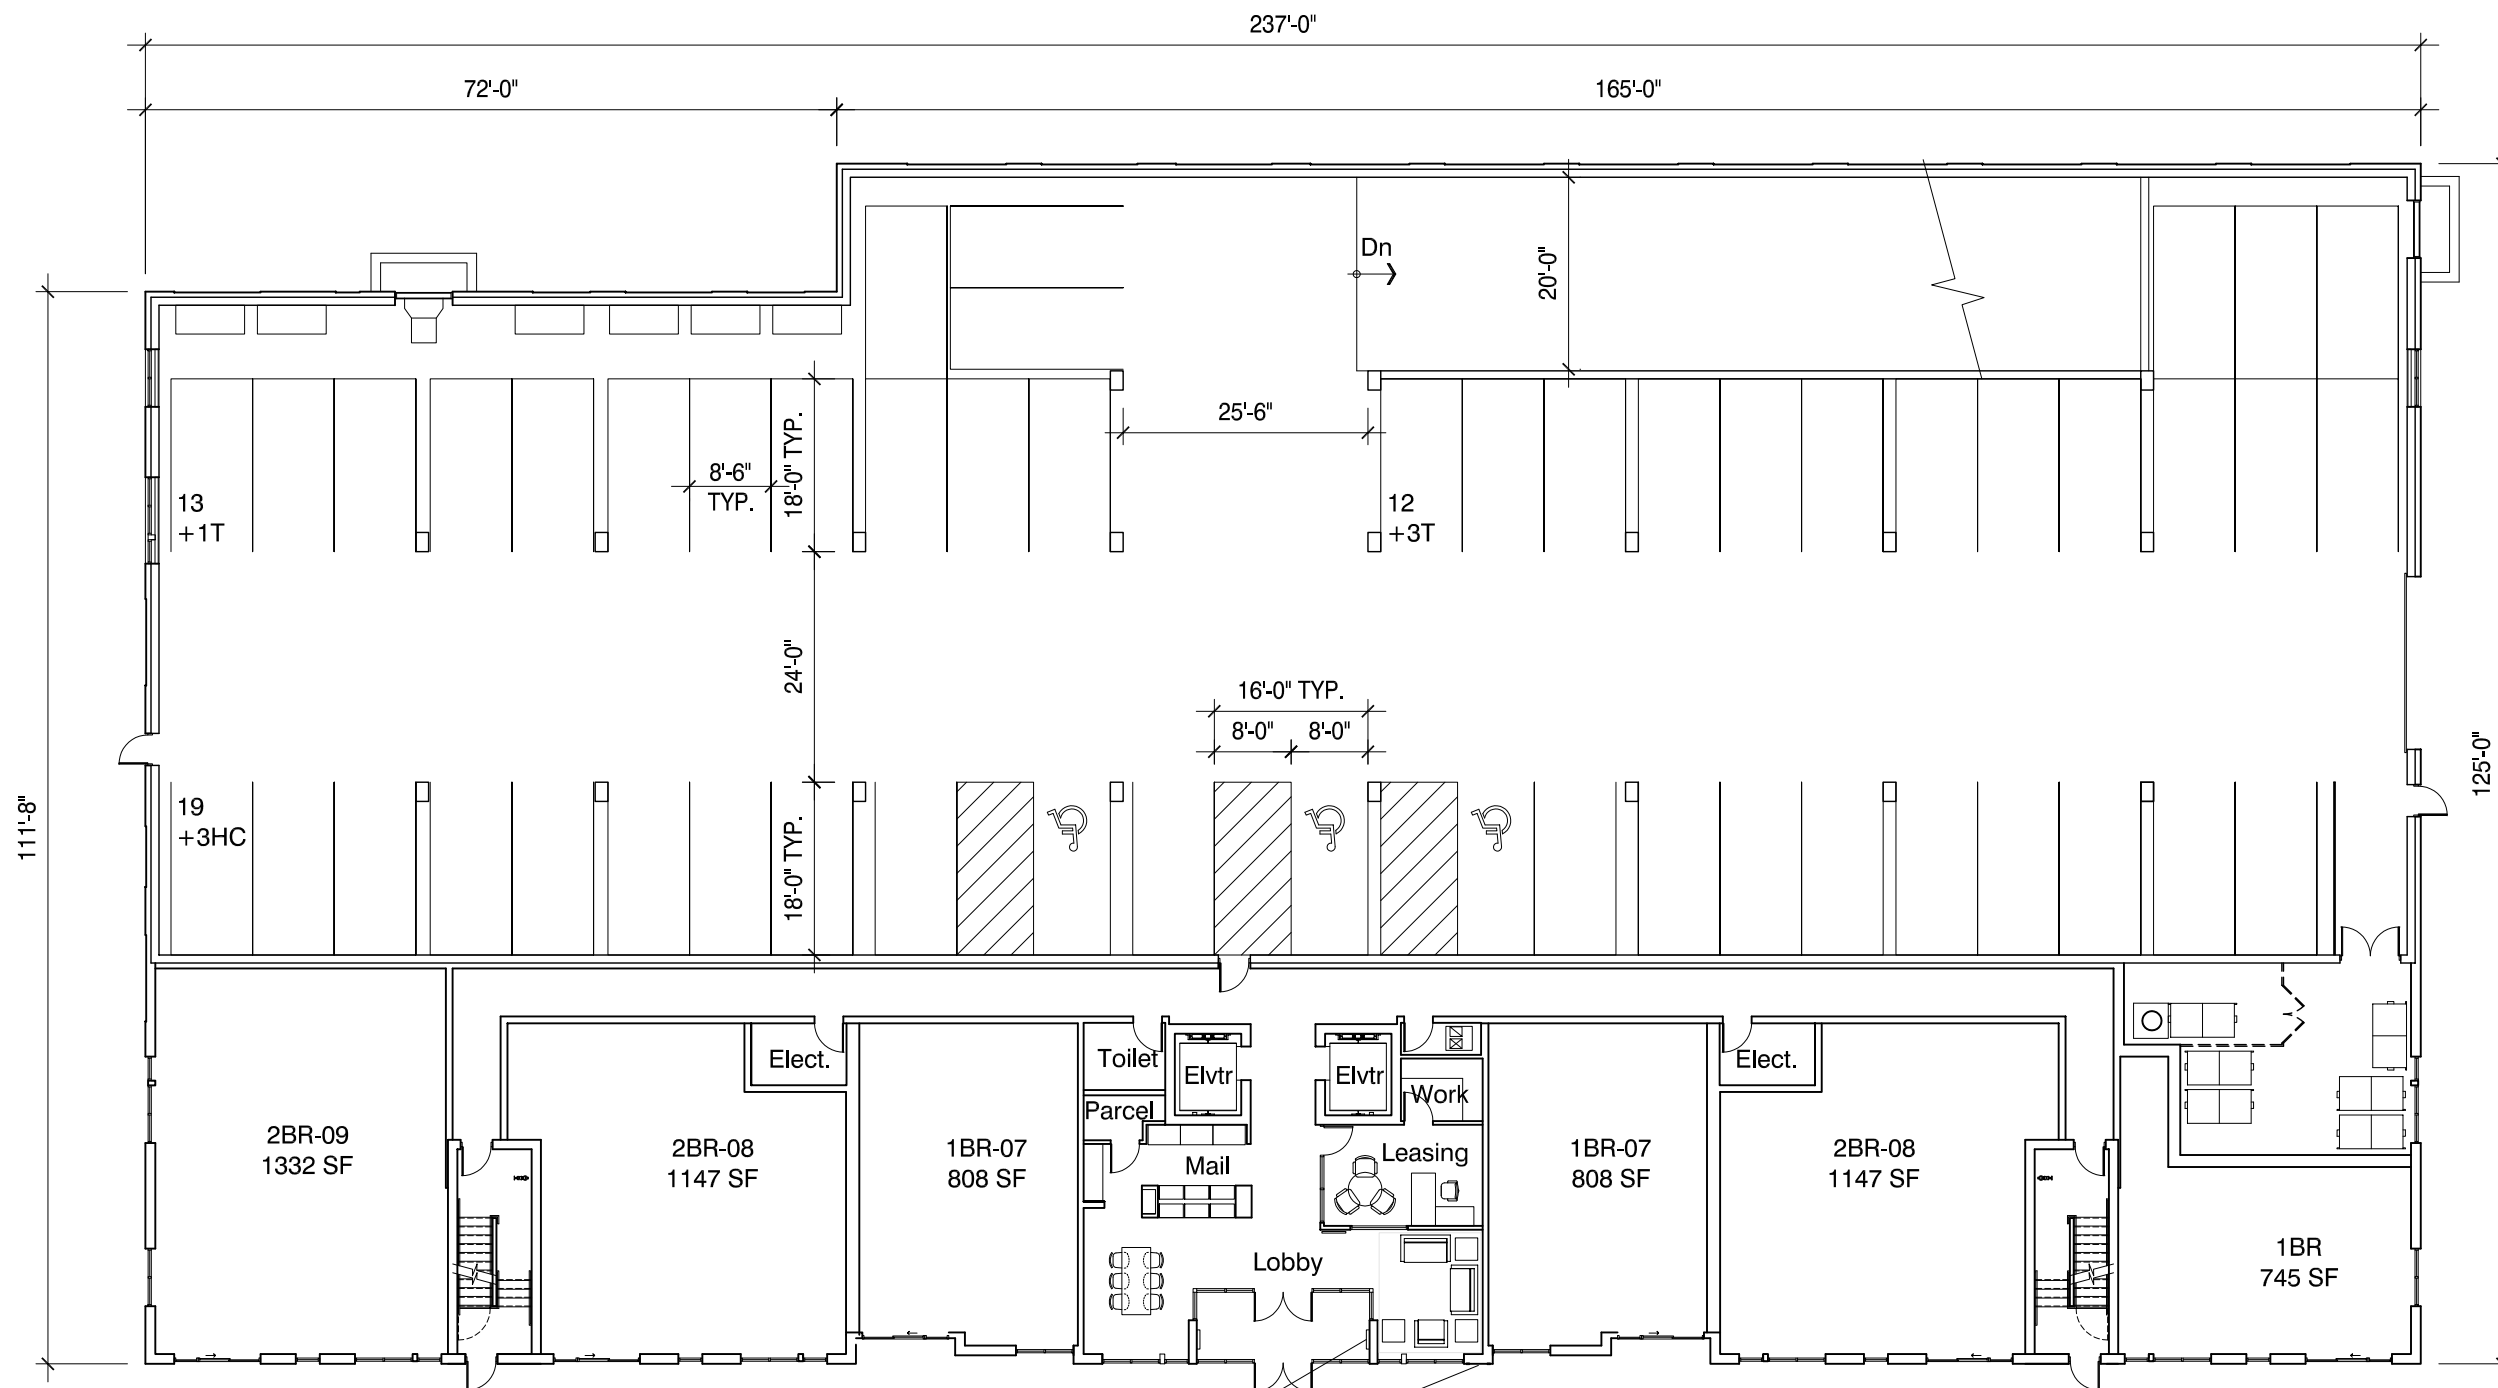 237'-0"
72'-0"
165'-0"
Dn
20'-0"
25'-6"
18'-0" TYP.
8'-6"
TYP.
13
+1T
12
+3T
24'-0"
16'-0" TYP.
8'-0"
8'-0"
125'-0"
111'-8"
19
+3HC
18'-0" TYP.
Elect.
Toilet
Elvtr
Elvtr
Elect.
Work
Parcel
2BR-09
1332 SF
2BR-08
1147 SF
1BR-07
808 SF
Mail
Leasing
1BR-07
808 SF
2BR-08
1147 SF
Lobby
1BR
745 SF